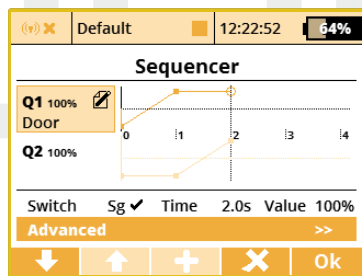 Default 12:22:52 64%
Sequencer
Q1 100%
Door
0 1 2 3 4
Q2 100%
Switch Sg ✔ Time 2.0s Value 100%
Advanced >>
Ok